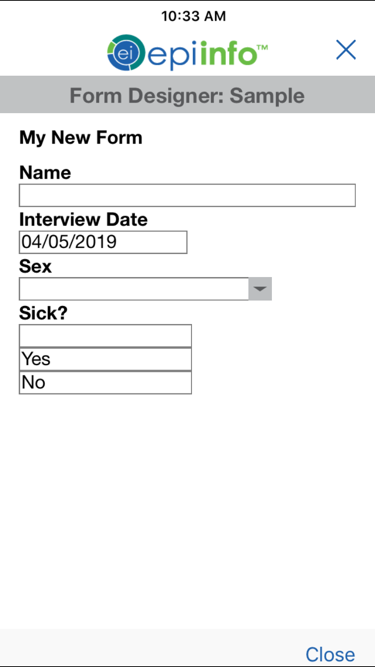 10:33 AM
ei epiinfo™
Form Designer: Sample
My New Form
Name
Interview Date
04/05/2019
Sex
Sick?
Yes
No
Close